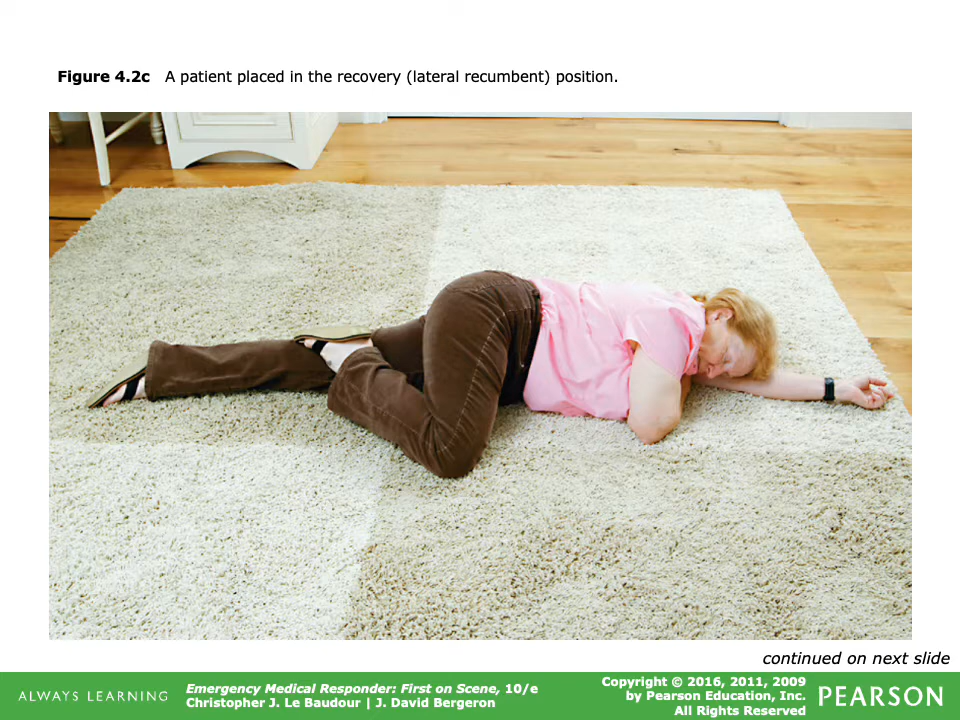 Figure 4.2c A patient placed in the recovery (lateral recumbent) position.
continued on next slide
ALWAYS LEARNING
Emergency Medical Responder: First on Scene, 10/e
Christopher J. Le Baudour | J. David Bergeron
Copyright © 2016, 2011, 2009
by Pearson Education, Inc.
All Rights Reserved
PEARSON